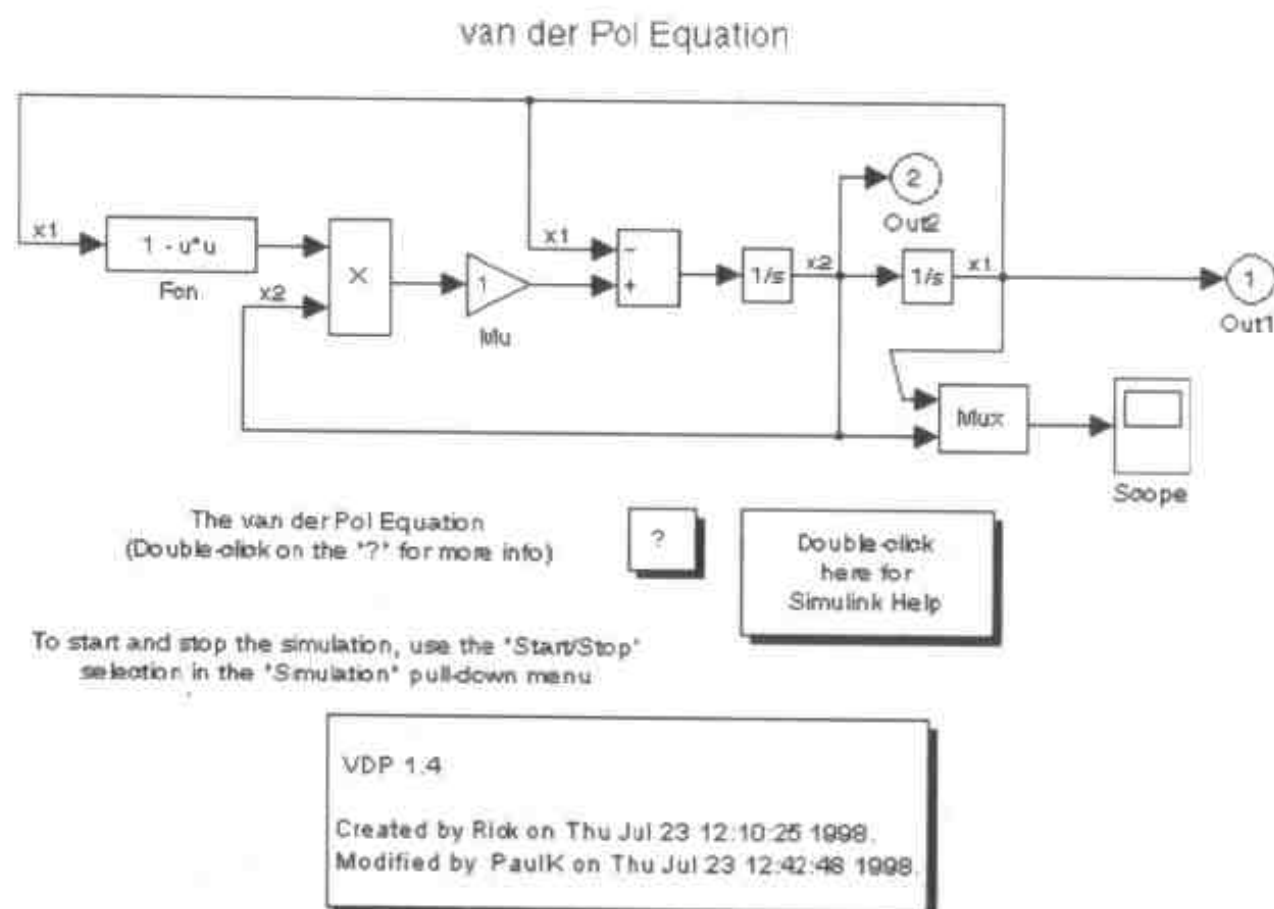 van der Pol Equation
2
Out2
x1
1 - u*u
Fcn
x2
X
1
Mu
x1
-
+
1/s
x2
1/s
x1
1
Out1
Mux
Scope
The van der Pol Equation
(Double-click on the "?" for more info)
?
Double-click
here for
Simulink Help
To start and stop the simulation, use the "Start/Stop"
selection in the "Simulation" pull-down menu
VDP 1.4
Created by Rick on Thu Jul 23 12:10:25 1998.
Modified by PaulK on Thu Jul 23 12:42:48 1998.